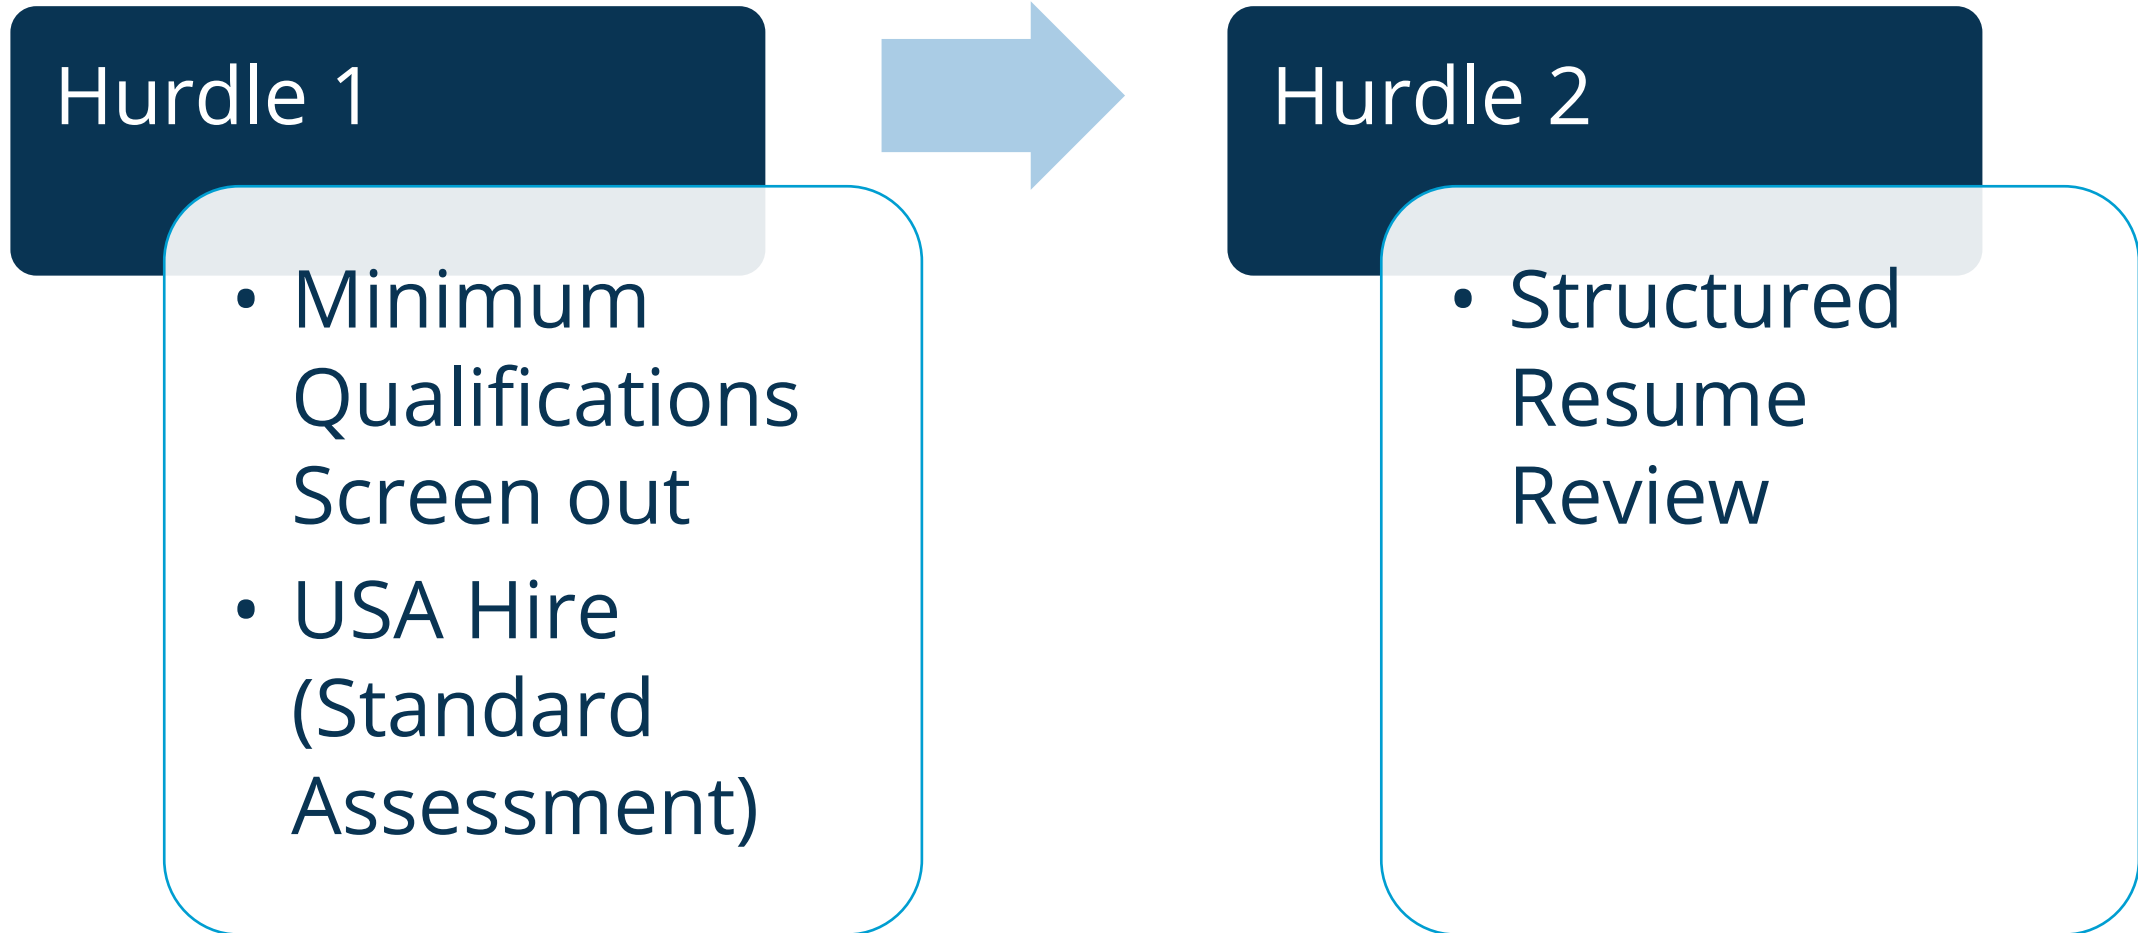 Hurdle 1
• Minimum
Qualifications
Screen out
• USA Hire
(Standard
Assessment)
Hurdle 2
• Structured
Resume
Review